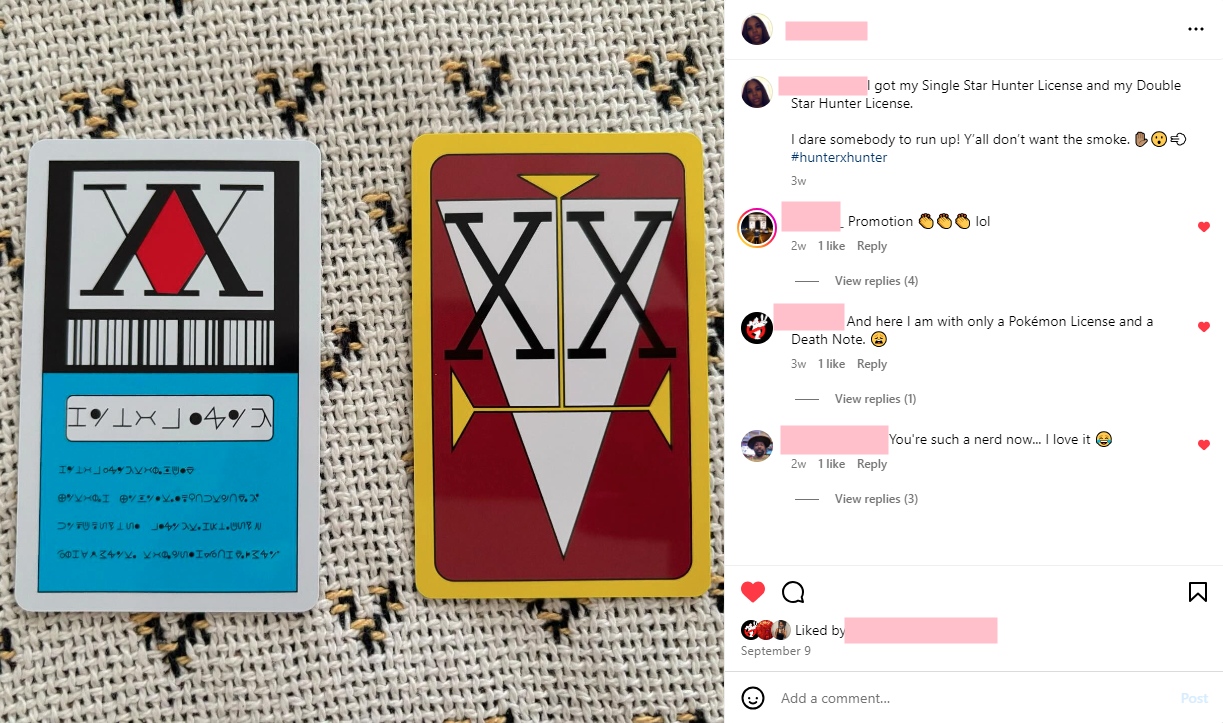 XX
XX
I got my Single Star Hunter License and my Double
Star Hunter License.
I dare somebody to run up! Y'all don't want the smoke. ✋🏾😮💨
#hunterxhunter
3w
Promotion 👏👏👏 lol
2w 1 like Reply
View replies (4)
And here I am with only a Pokémon License and a
Death Note. 😩
3w 1 like Reply
View replies (1)
You're such a nerd now... I love it 😂
2w 1 like Reply
View replies (3)
Liked by
September 9
Add a comment...
Post